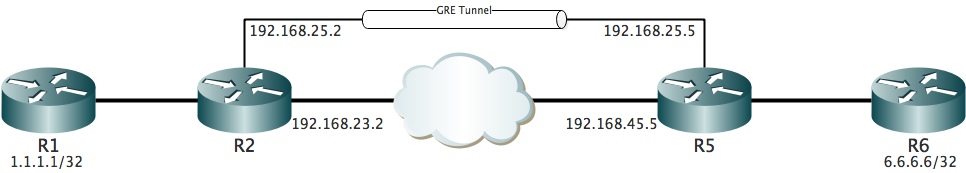 GRE Tunnel
192.168.25.2
192.168.25.5
192.168.23.2
192.168.45.5
R1
R2
R5
R6
1.1.1.1/32
6.6.6.6/32